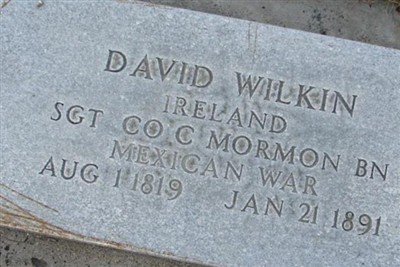 DAVID WILKIN
IRELAND
SGT CO C MORMON BN
MEXICAN WAR
AUG 1 1819 JAN 21 1891